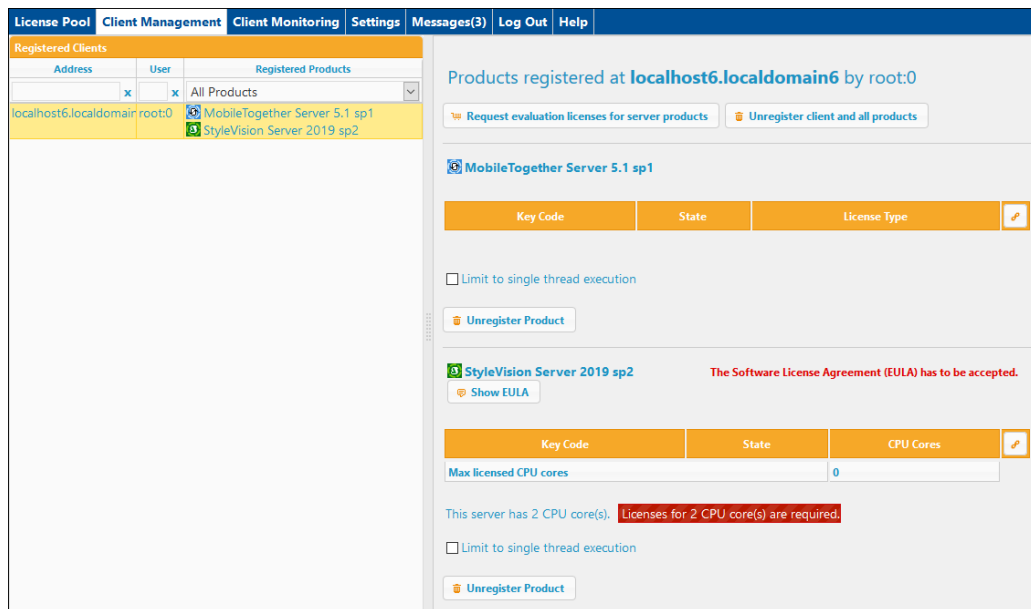 License Pool Client Management Client Monitoring Settings Messages(3) Log Out Help
Registered Clients
Address User Registered Products
x x All Products
localhost6.localdomain root:0 MobileTogether Server 5.1 sp1
StyleVision Server 2019 sp2
Products registered at localhost6.localdomain6 by root:0
Request evaluation licenses for server products Unregister client and all products
MobileTogether Server 5.1 sp1
Key Code State License Type
Limit to single thread execution
Unregister Product
StyleVision Server 2019 sp2 The Software License Agreement (EULA) has to be accepted.
Show EULA
Key Code State CPU Cores
Max licensed CPU cores 0
This server has 2 CPU core(s). Licenses for 2 CPU core(s) are required.
Limit to single thread execution
Unregister Product